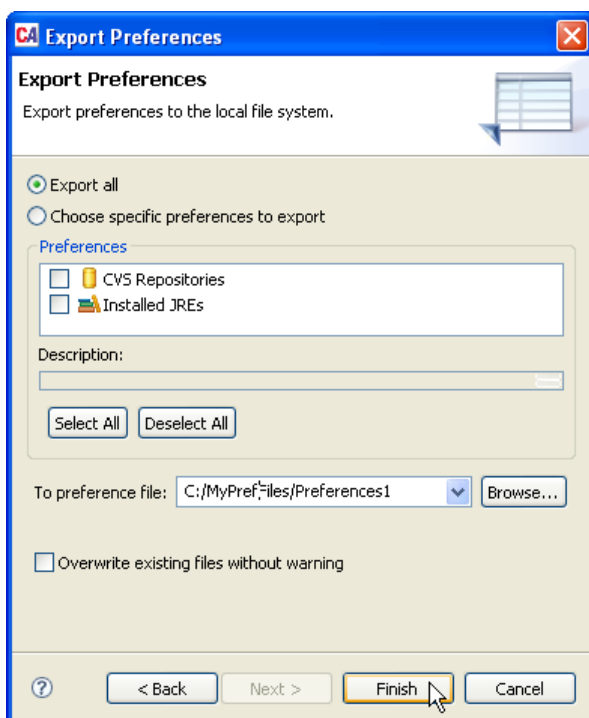 CA Export Preferences
Export Preferences
Export preferences to the local file system.
Export all
Choose specific preferences to export
Preferences
CVS Repositories
Installed JREs
Description:
Select All Deselect All
To preference file: C:/MyPrefFiles/Preferences1 Browse...
Overwrite existing files without warning
? < Back Next > Finish Cancel